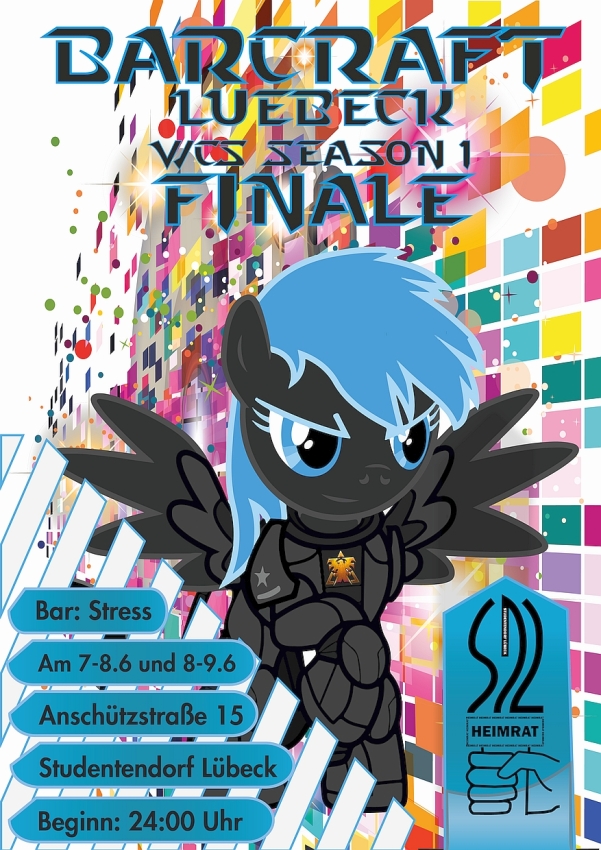 BARCRAFT
LUEBECK
WCS SEASON 1
FINALE
Bar: Stress
Am 7-8.6 und 8-9.6
Anschützstraße 15
Studentendorf Lübeck
Beginn: 24:00 Uhr
HEIMRAT